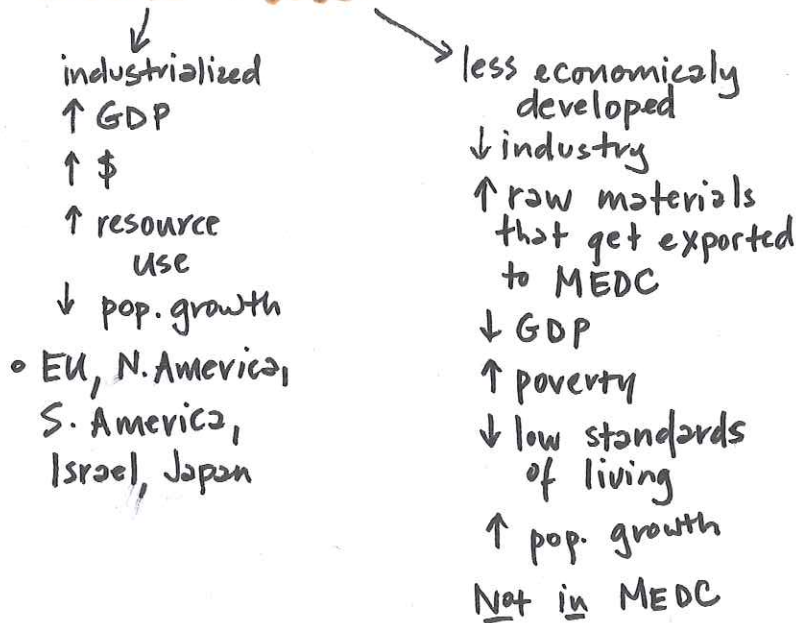 industrialized
↑ GDP
↑ $
↑ resource
use
↓ pop. growth
• EU, N. America,
S. America,
Israel, Japan
less economicaly
developed
↓ industry
↑ raw materials
that get exported
to MEDC
↓ GDP
↑ poverty
↓ low standards
of living
↑ pop. growth
Not in MEDC